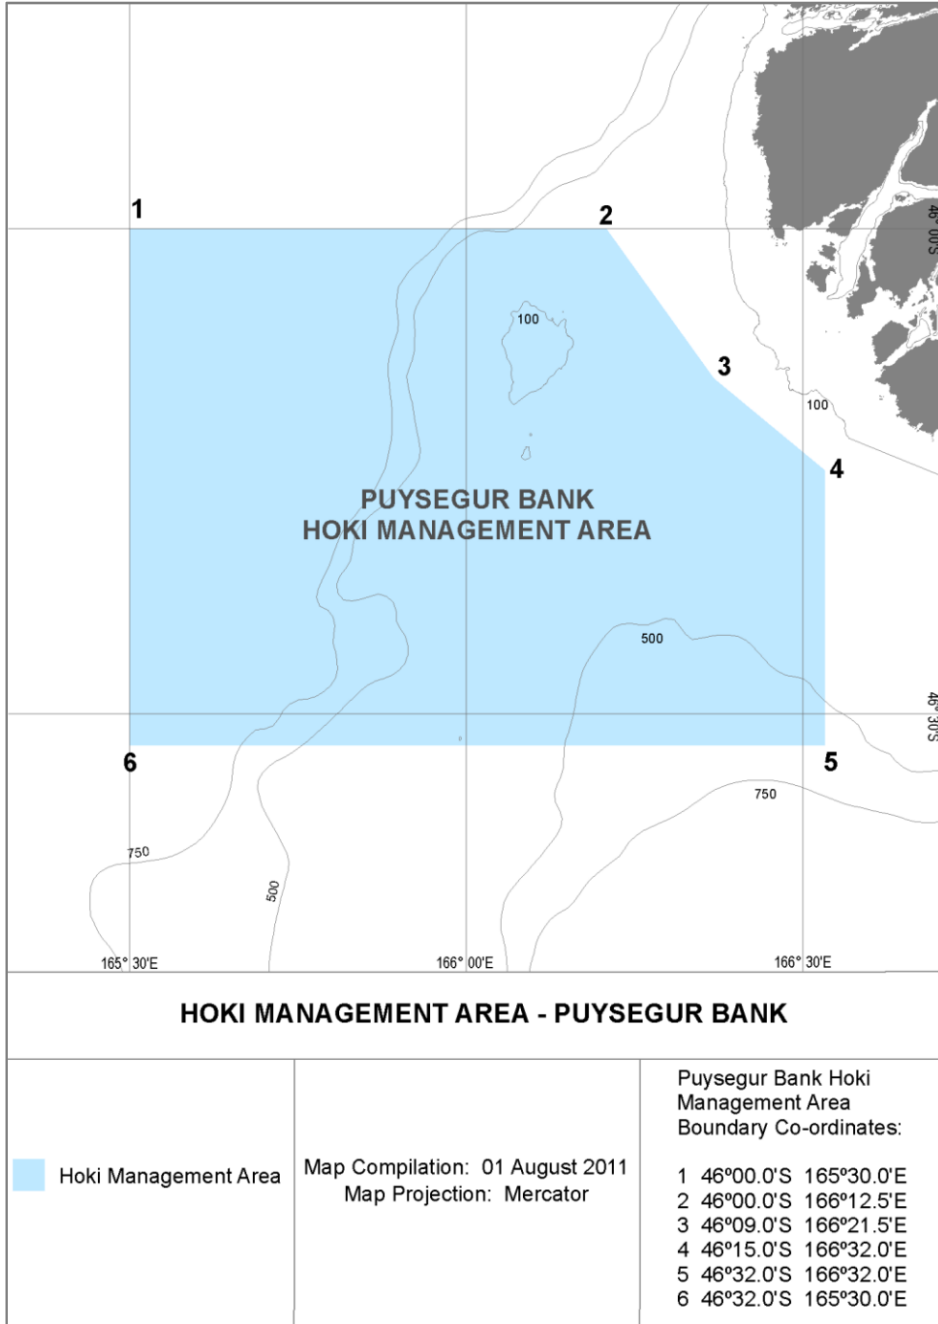 1
2
46° 00'S
100
3
100
4
PUYSEGUR BANK
HOKI MANAGEMENT AREA
500
46° 30'S
6
5
750
750
500
165° 30'E
166° 00'E
166° 30'E
HOKI MANAGEMENT AREA - PUYSEGUR BANK
Hoki Management Area
Map Compilation: 01 August 2011
Map Projection: Mercator
Puysegur Bank Hoki
Management Area
Boundary Co-ordinates:
1 46º00.0'S 165º30.0'E
2 46º00.0'S 166º12.5'E
3 46º09.0'S 166º21.5'E
4 46º15.0'S 166º32.0'E
5 46º32.0'S 166º32.0'E
6 46º32.0'S 165º30.0'E